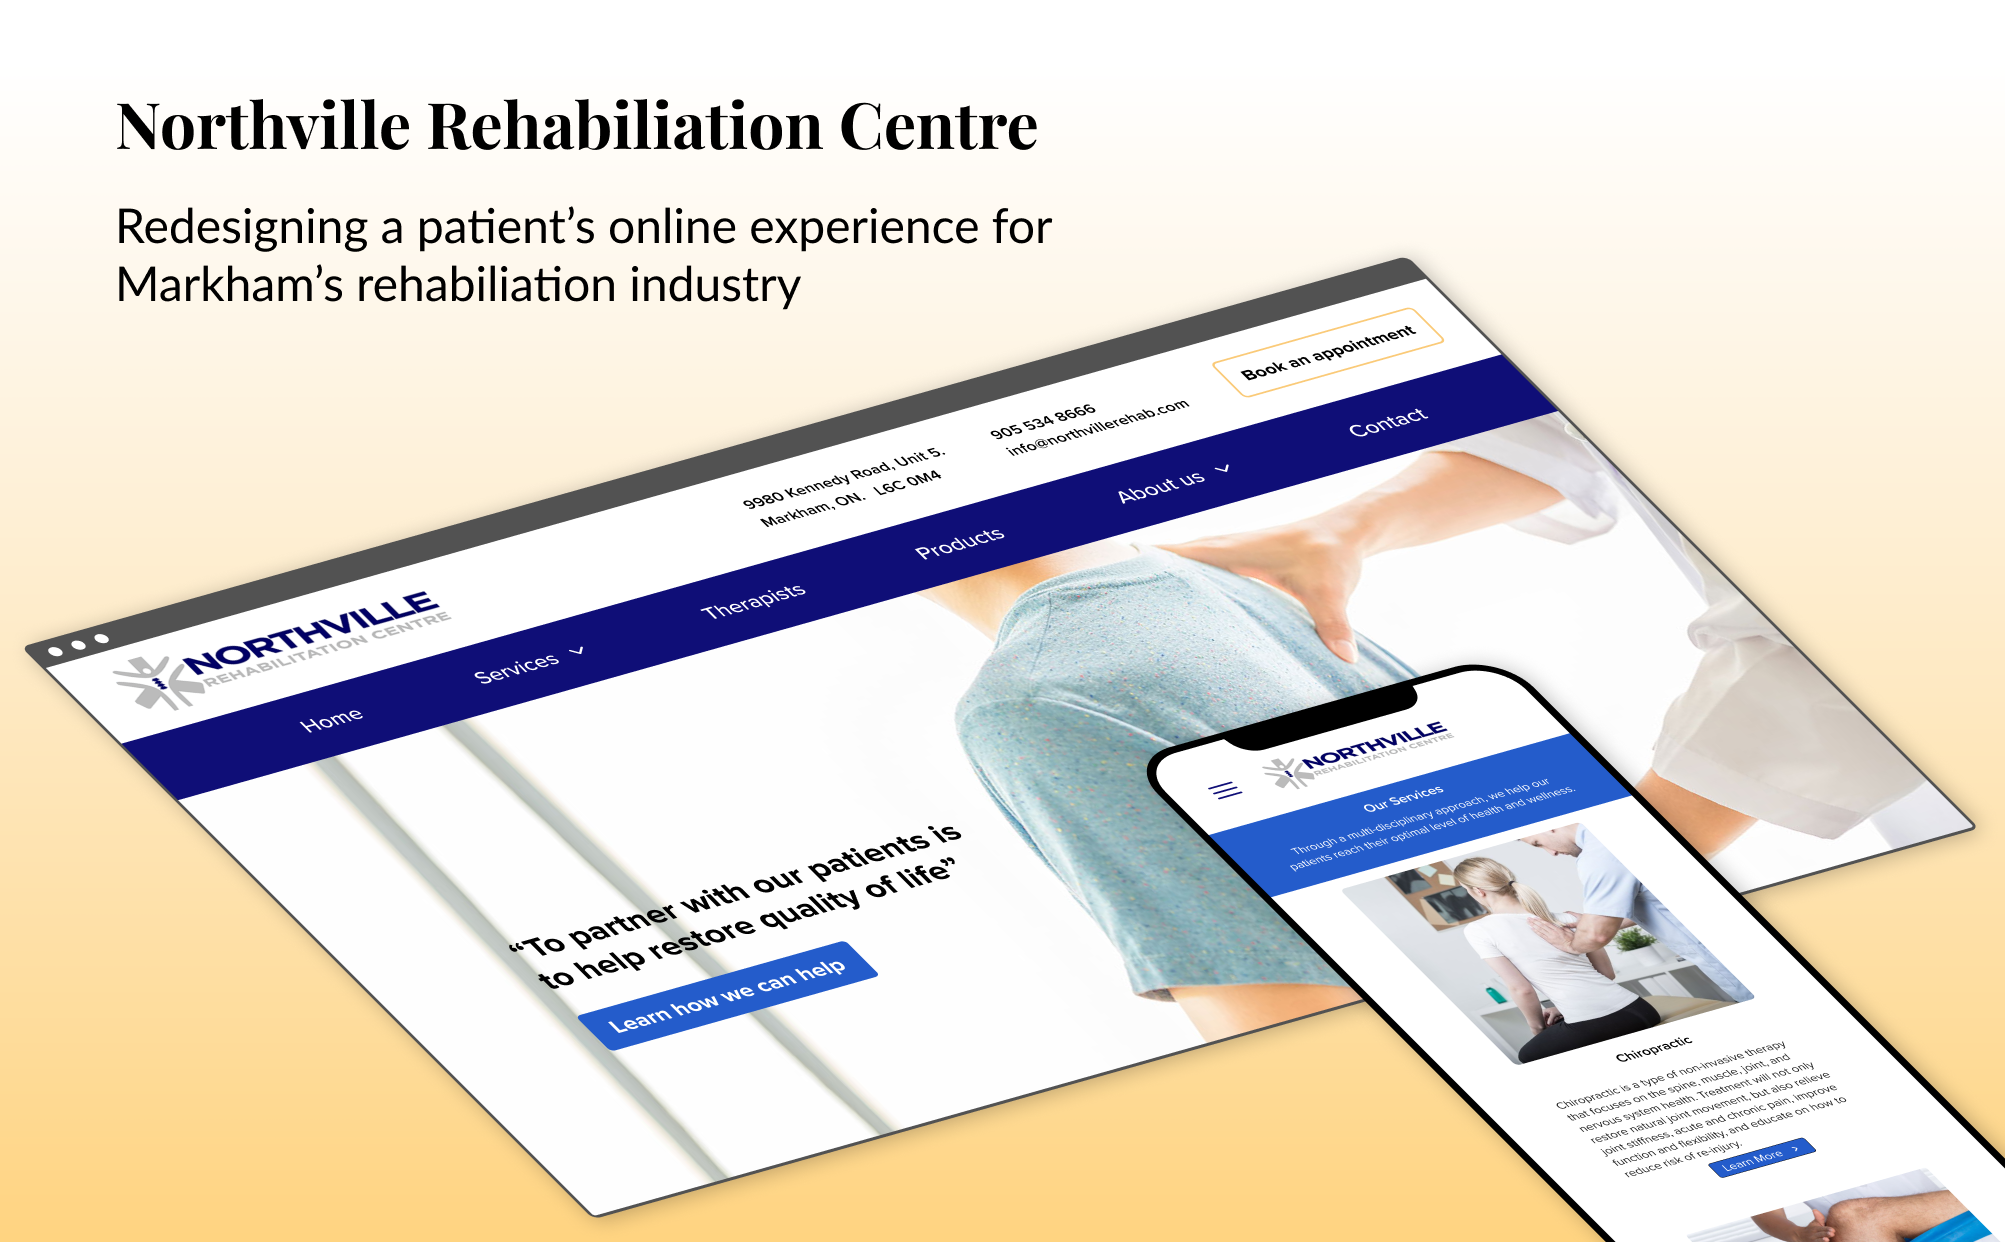 Northville Rehabiliation Centre
Redesigning a patient’s online experience for
Markham’s rehabiliation industry
Book an appointment
905 534 8666
info@northvillerehab.com
9980 Kennedy Road, Unit 5.
Markham, ON. L6C 0M4
NORTHVILLE
REHABILITATION CENTRE
Home
Services
Therapists
Products
About us
Contact
“To partner with our patients is
to help restore quality of life”
Learn how we can help
NORTHVILLE
REHABILITATION CENTRE
Our Services
Through a multi-disciplinary approach, we help our
patients reach their optimal level of health and wellness.
Chiropractic
Chiropractic is a type of non-invasive therapy
that focuses on the spine, muscle, joint, and
nervous system health. Treatment will not only
restore natural joint movement, but also relieve
joint stiffness, acute and chronic pain, improve
function and flexibility, and educate on how to
reduce risk of re-injury.
Learn More